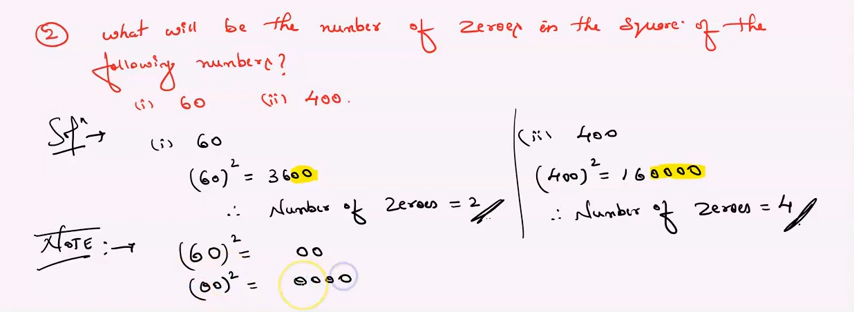 ② What will be the number of zeroes in the square of the
following numbers?
(i) 60 (ii) 400.
Solⁿ→
(i) 60
(60)² = 3600
∴ Number of Zeroes = 2
(ii) 400
(400)² = 160000
∴ Number of Zeroes = 4
NOTE :→ (60)² = 00
(00)² = 0000